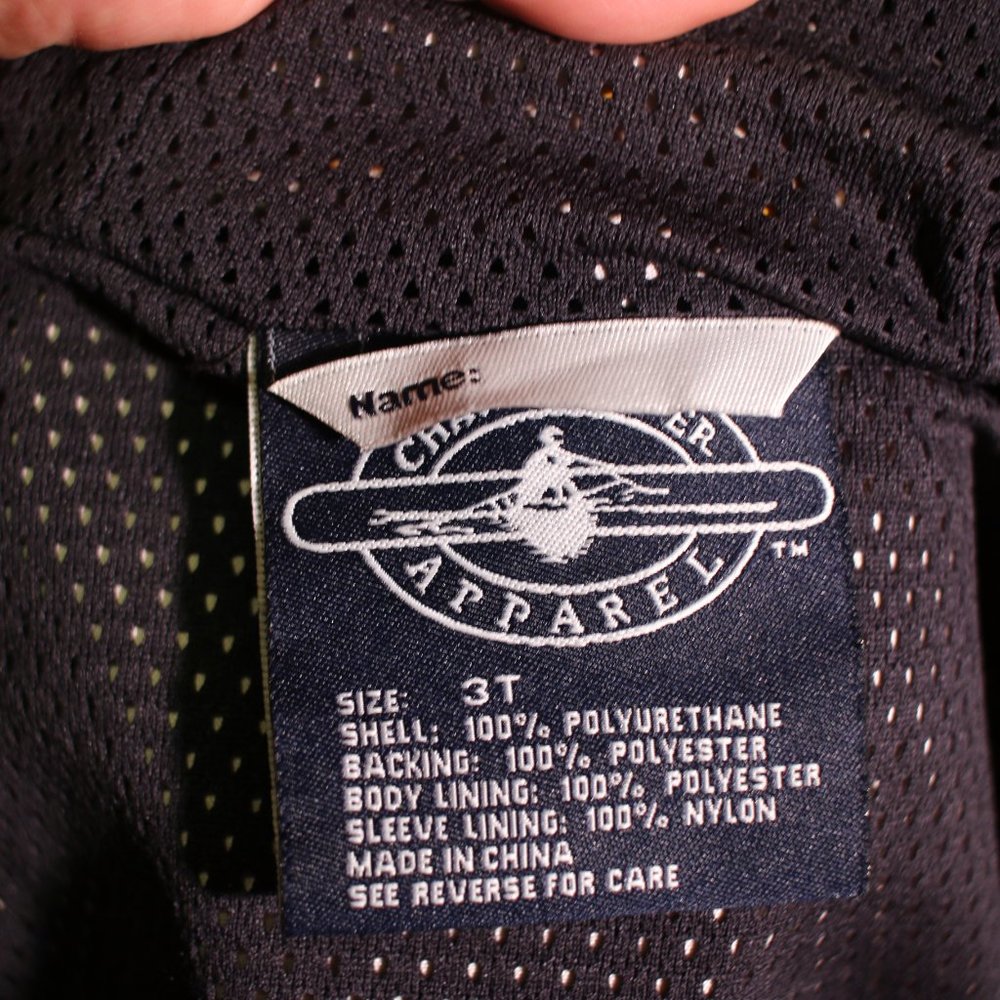 Name:
APPAREL
TM
SIZE: 3T
SHELL: 100% POLYURETHANE
BACKING: 100% POLYESTER
BODY LINING: 100% POLYESTER
SLEEVE LINING: 100% NYLON
MADE IN CHINA
SEE REVERSE FOR CARE